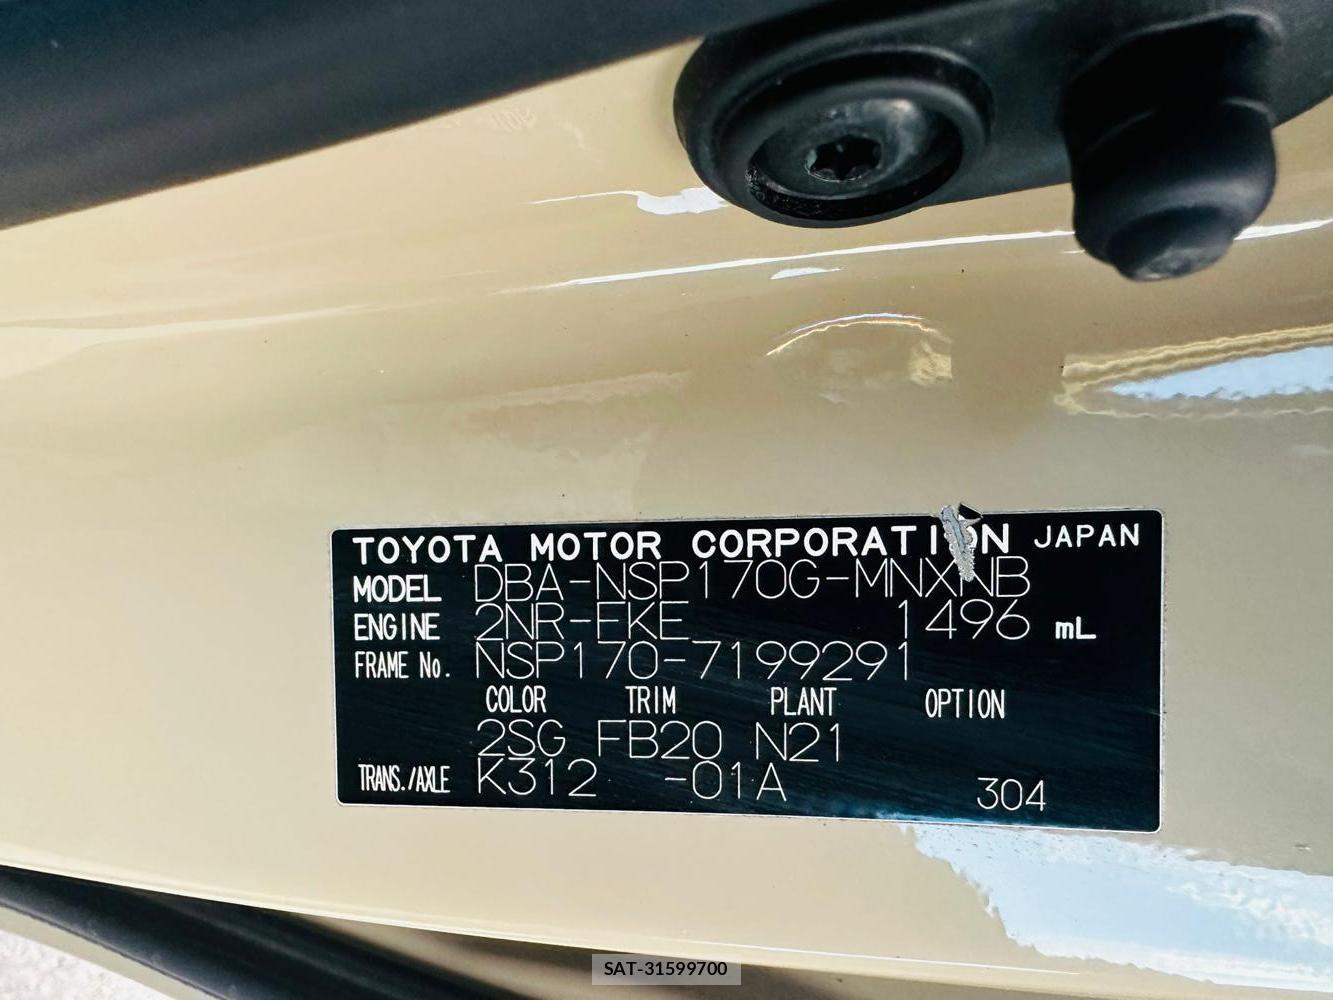 TOYOTA MOTOR CORPORATION JAPAN
MODEL DBA-NSP170G-MNXNB
ENGINE 2NR-FKE 1496 mL
FRAME No. NSP170-7199291
COLOR TRIM PLANT OPTION
2SG FB20 N21
TRANS./AXLE K312 -01A 304
SAT-31599700